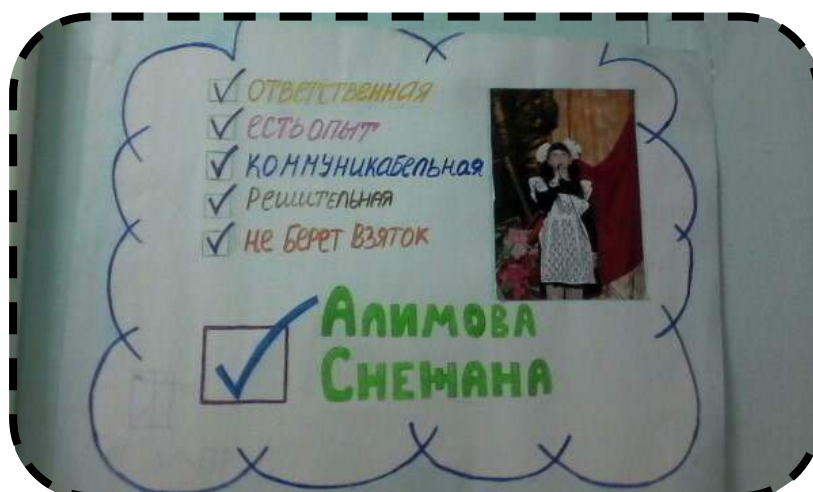 ОТВЕТСТВЕННАЯ
ЕСТЬ ОПЫТ
КОММУНИКАБЕЛЬНАЯ
РЕШИТЕЛЬНАЯ
НЕ БЕРЕТ ВЗЯТОК
АЛИМОВА
СНЕЖАНА